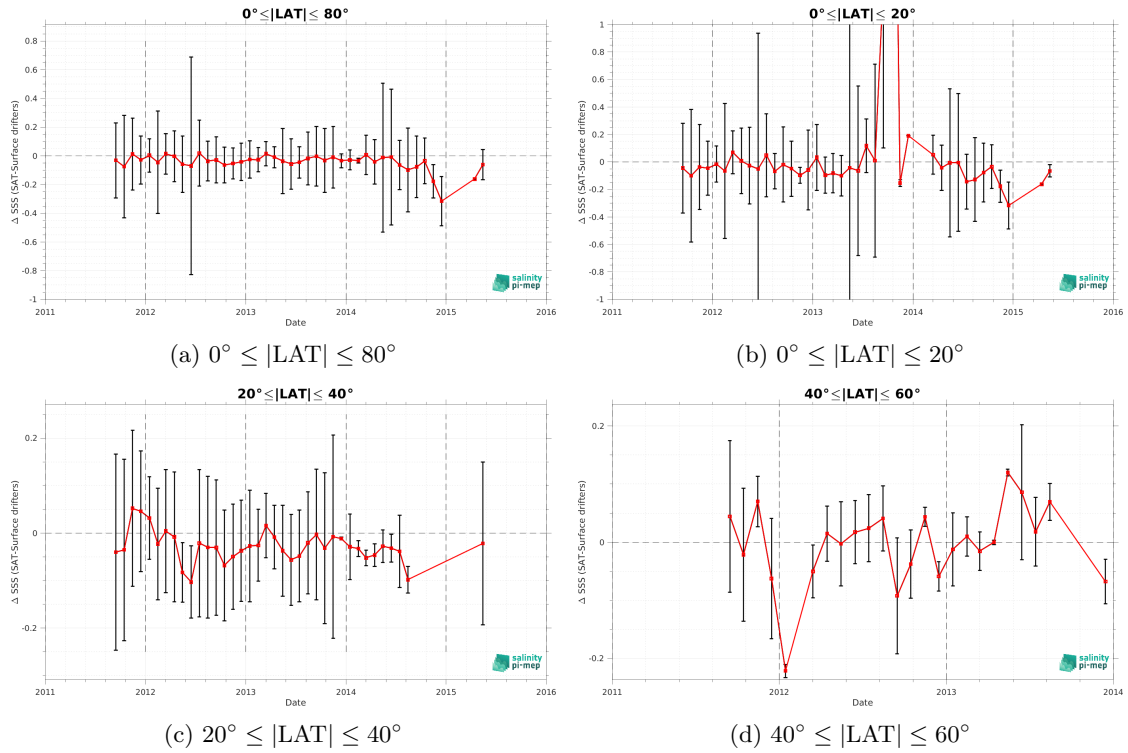 0°≤|LAT|≤ 80°
Δ SSS (SAT-Surface drifters)
0.8
0.6
0.4
0.2
0
-0.2
-0.4
-0.6
-0.8
-1
2011 2012 2013 2014 2015 2016
Date
salinity
pi-mep
(a) 0° ≤ |LAT| ≤ 80°
0°≤|LAT|≤ 20°
Δ SSS (SAT-Surface drifters)
1
0.8
0.6
0.4
0.2
0
-0.2
-0.4
-0.6
-0.8
-1
2011 2012 2013 2014 2015 2016
Date
salinity
pi-mep
(b) 0° ≤ |LAT| ≤ 20°
20°≤|LAT|≤ 40°
Δ SSS (SAT-Surface drifters)
0.2
0
-0.2
2011 2012 2013 2014 2015 2016
Date
salinity
pi-mep
(c) 20° ≤ |LAT| ≤ 40°
40°≤|LAT|≤ 60°
Δ SSS (SAT-Surface drifters)
0.2
0.1
0
-0.1
-0.2
2011 2012 2013 2014
Date
salinity
pi-mep
(d) 40° ≤ |LAT| ≤ 60°